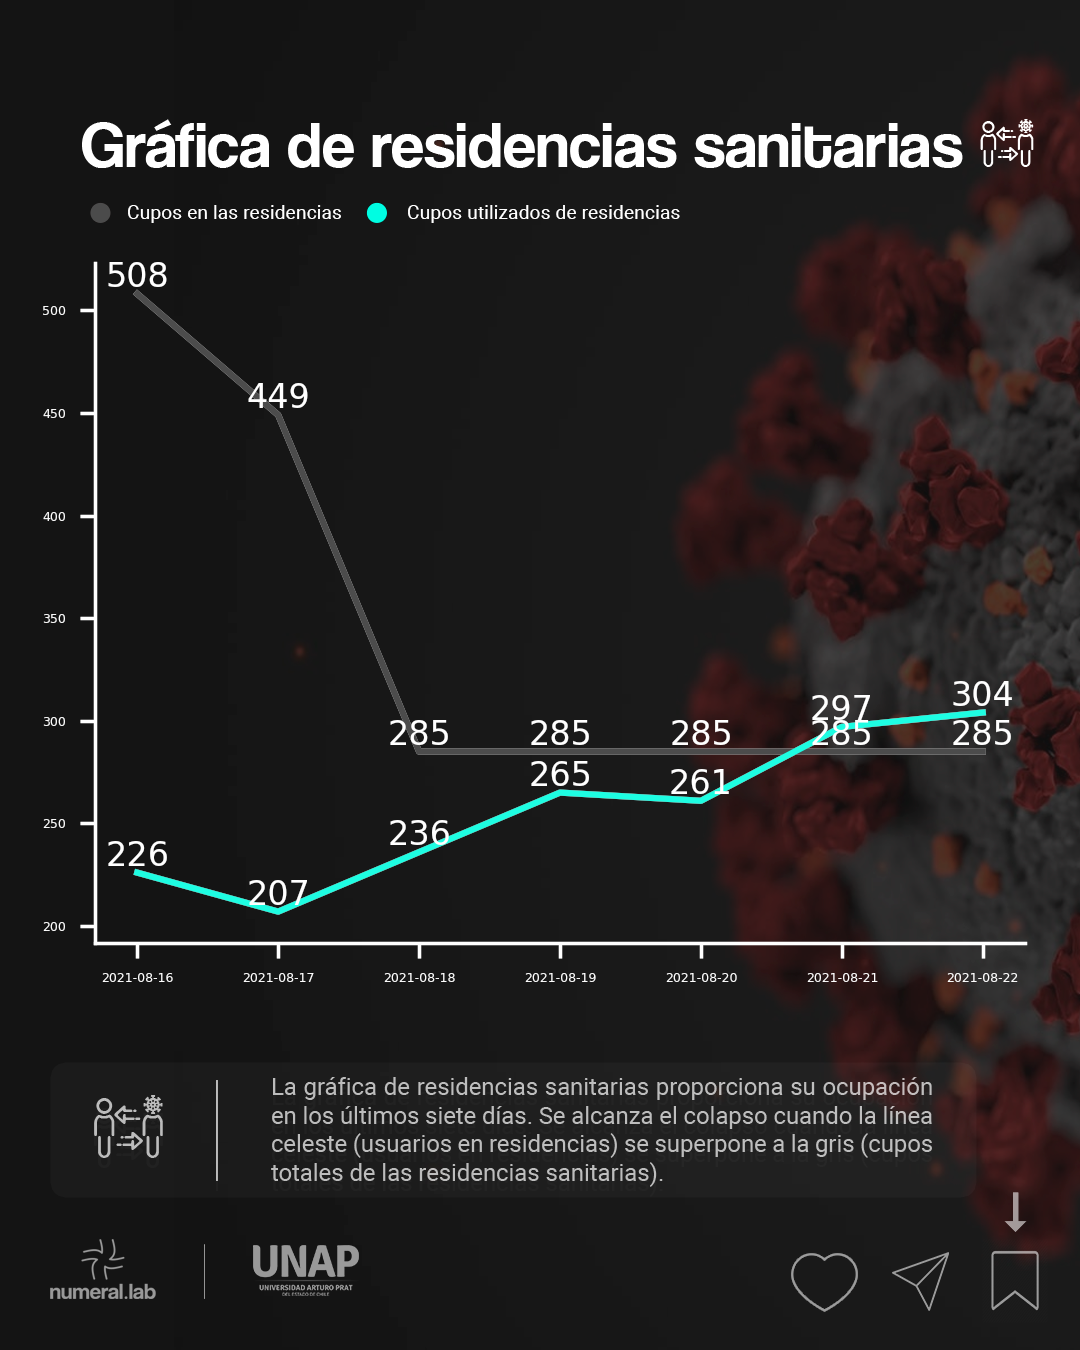 Gráfica de residencias sanitarias
Cupos en las residencias Cupos utilizados de residencias
508
500
449
450
400
350
304
297
300
285 285 285 285 285
265
261
250
236
226
207
200
2021-08-16 2021-08-17 2021-08-18 2021-08-19 2021-08-20 2021-08-21 2021-08-22
La gráfica de residencias sanitarias proporciona su ocupación
en los últimos siete días. Se alcanza el colapso cuando la línea
celeste (usuarios en residencias) se superpone a la gris (cupos
totales de las residencias sanitarias).
numeral.lab
UNAP
UNIVERSIDAD ARTURO PRAT
DEL ESTADO DE CHILE